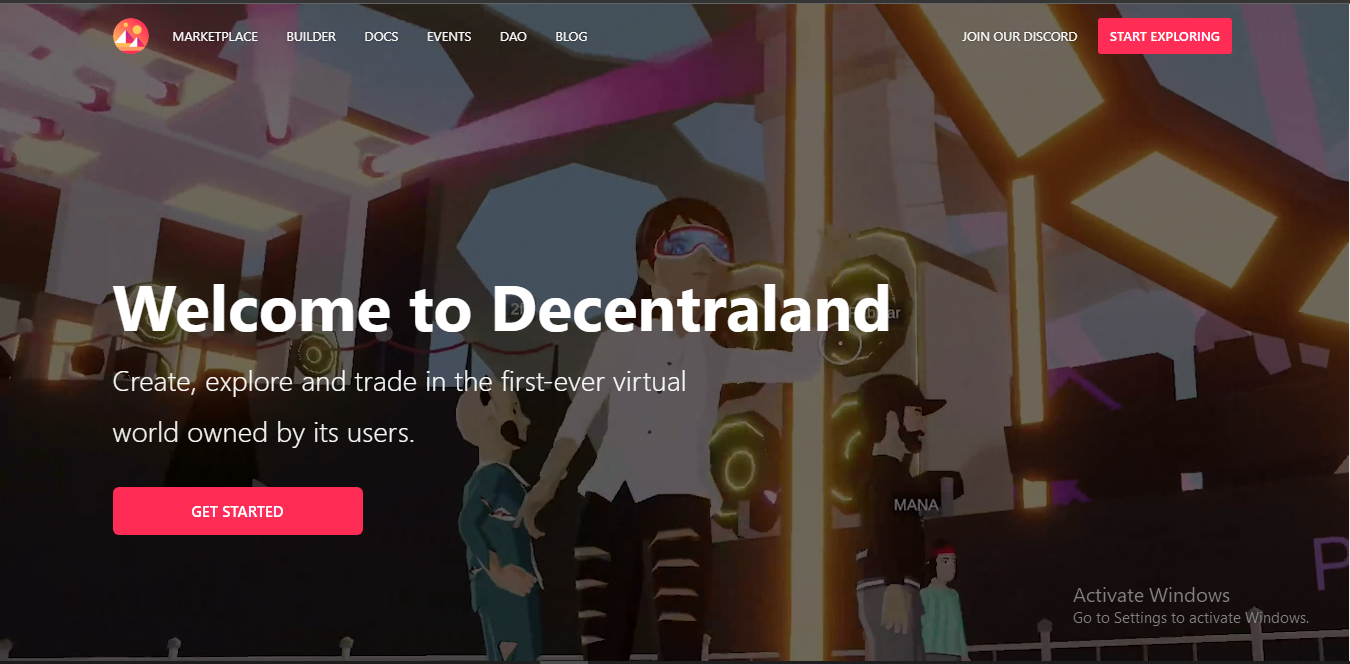 MARKETPLACE BUILDER DOCS EVENTS DAO BLOG JOIN OUR DISCORD START EXPLORING
Welcome to Decentraland
Create, explore and trade in the first-ever virtual
world owned by its users.
GET STARTED
MANA
P
Activate Windows
Go to Settings to activate Windows.